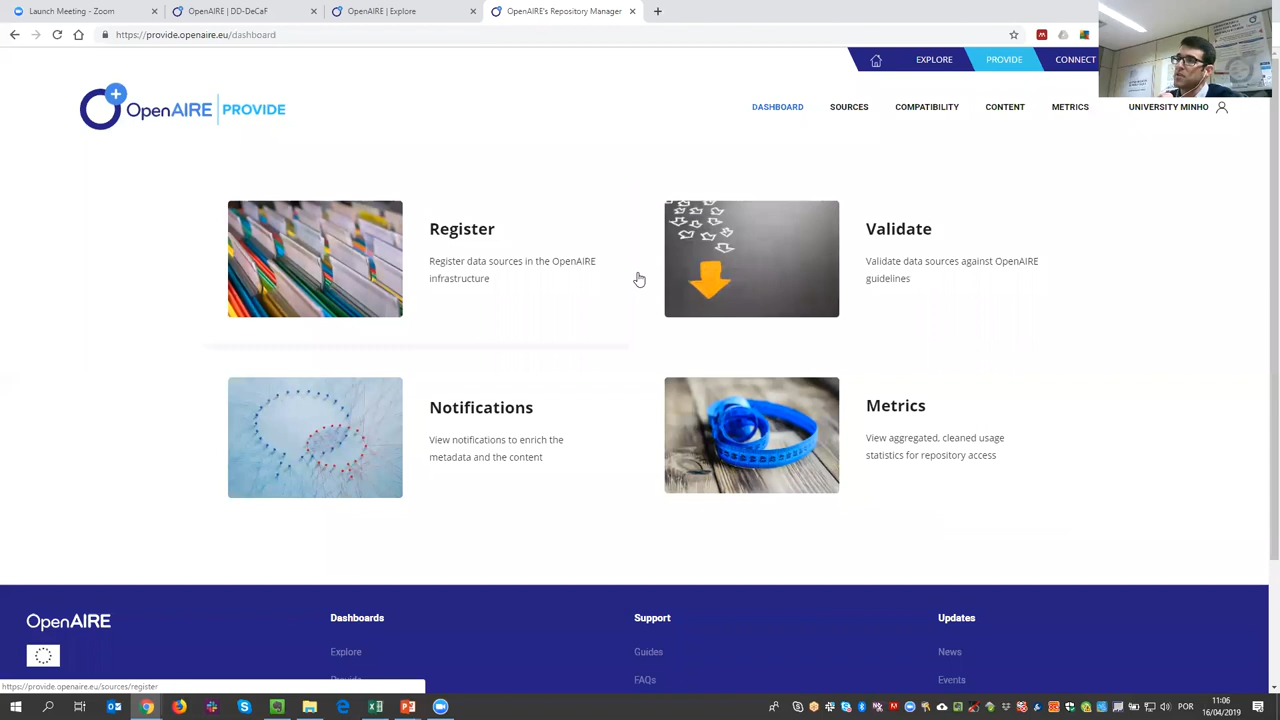 Launch Meeting - Zoom
OpenAIRE | DD-DeCaF
OpenAIRE | Explore
OpenAIRE's Repository Manager
https://provide.openaire.eu/dashboard
EXPLORE
PROVIDE
CONNECT
OpenAIRE PROVIDE
DASHBOARD
SOURCES
COMPATIBILITY
CONTENT
METRICS
UNIVERSITY MINHO
Register
Register data sources in the OpenAIRE
infrastructure
Validate
Validate data sources against OpenAIRE
guidelines
Notifications
View notifications to enrich the
metadata and the content
Metrics
View aggregated, cleaned usage
statistics for repository access
OpenAIRE
Dashboards
Explore
Support
Guides
FAQs
Updates
News
Events
https://provide.openaire.eu/sources/register
POR
11:06
16/04/2019